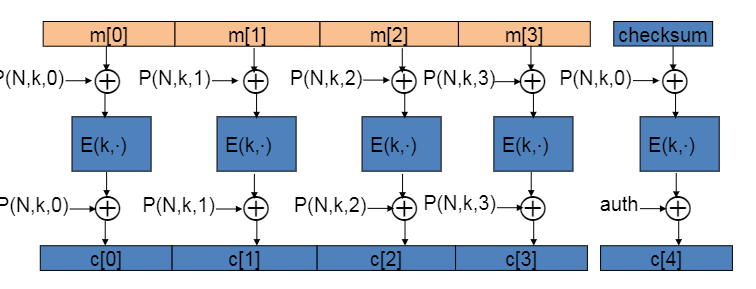 m[0] m[1] m[2] m[3] checksum
P(N,k,0) P(N,k,1) P(N,k,2) P(N,k,3) P(N,k,0)
E(k,·) E(k,·) E(k,·) E(k,·) E(k,·)
P(N,k,0) P(N,k,1) P(N,k,2) P(N,k,3) auth
c[0] c[1] c[2] c[3] c[4]